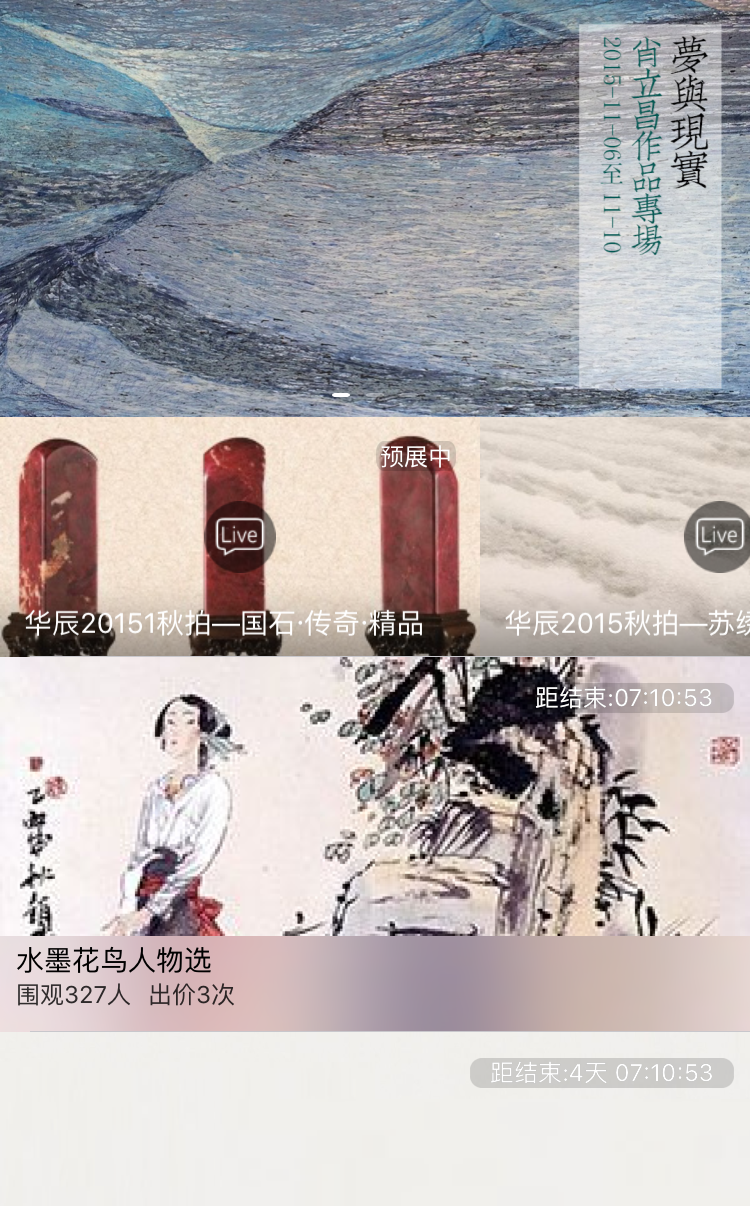 夢與現實
肖立昌作品專場
2015-11-06至 11-10
预展中
Live
Live
华辰20151秋拍—国石·传奇·精品
华辰2015秋拍—苏绣
距结束:07:10:53
水墨花鸟人物选
围观327人 出价3次
距结束:4天 07:10:53